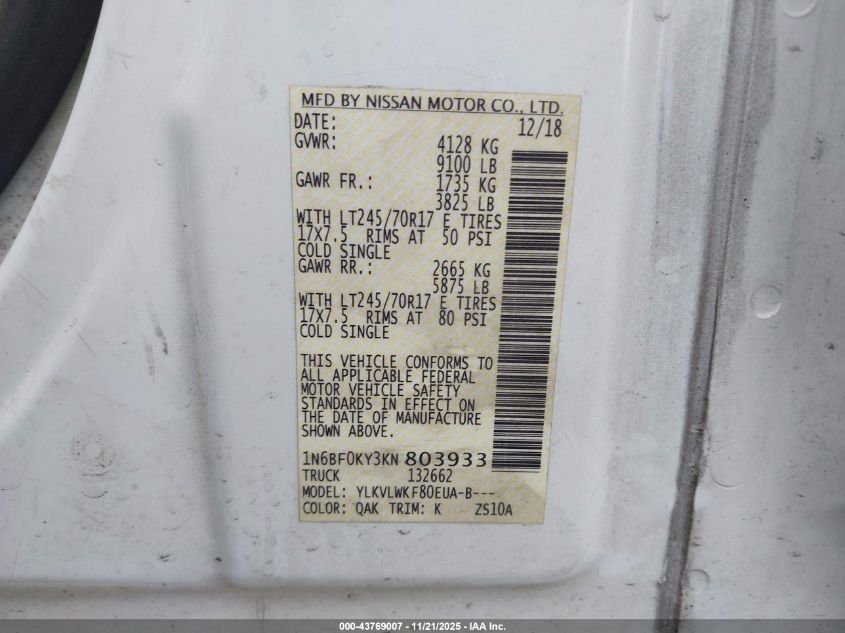 MFD BY NISSAN MOTOR CO., LTD.
DATE: 12/18
GVWR: 4128 KG
9100 LB
GAWR FR.: 1735 KG
3825 LB
WITH LT245/70R17 E TIRES
17X7.5 RIMS AT 50 PSI
COLD SINGLE
GAWR RR.: 2665 KG
5875 LB
WITH LT245/70R17 E TIRES
17X7.5 RIMS AT 80 PSI
COLD SINGLE
THIS VEHICLE CONFORMS TO
ALL APPLICABLE FEDERAL
MOTOR VEHICLE SAFETY
STANDARDS IN EFFECT ON
THE DATE OF MANUFACTURE
SHOWN ABOVE.
1N6BF0KY3KN 803933
TRUCK 132662
MODEL: YLKVLWKF80EUA-B---
COLOR: QAK TRIM: K ZS10A
000-43769007 - 11/21/2025 - IAA Inc.